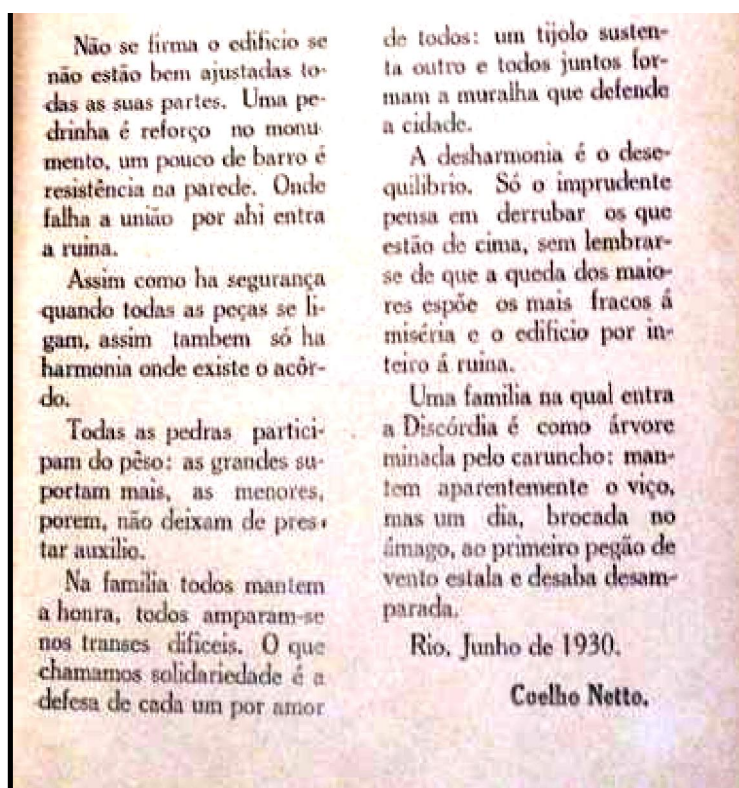 Não se firma o edificio se
não estão bem ajustadas to-
das as suas partes. Uma pe-
drinha é reforço no monu-
mento, um pouco de barro é
resistência na parede. Onde
falha a união por ahi entra
a ruina.
Assim como ha segurança
quando todas as peças se li-
gam, assim tambem só ha
harmonia onde existe o acôr-
do.
Todas as pedras partici-
pam do pêso: as grandes su-
portam mais, as menores,
porem, não deixam de pres-
tar auxilio.
Na familia todos mantem
a honra, todos amparam-se
nos transes dificeis. O que
chamamos solidariedade é a
defesa de cada um por amor
de todos: um tijolo susten-
ta outro e todos juntos for-
mam a muralha que defende
a cidade.
A desharmonia é o dese-
quilibrio. Só o imprudente
pensa em derrubar os que
estão de cima, sem lembrar-
se de que a queda dos maio-
res espõe os mais fracos á
miséria e o edificio por in-
teiro á ruina.
Uma familia na qual entra
a Discórdia é como árvore
minada pelo caruncho: man-
tem aparentemente o viço,
mas um dia, brocada no
âmago, ao primeiro pegão de
vento estala e desaba desam-
parada.
Rio, Junho de 1930.
Coelho Netto.